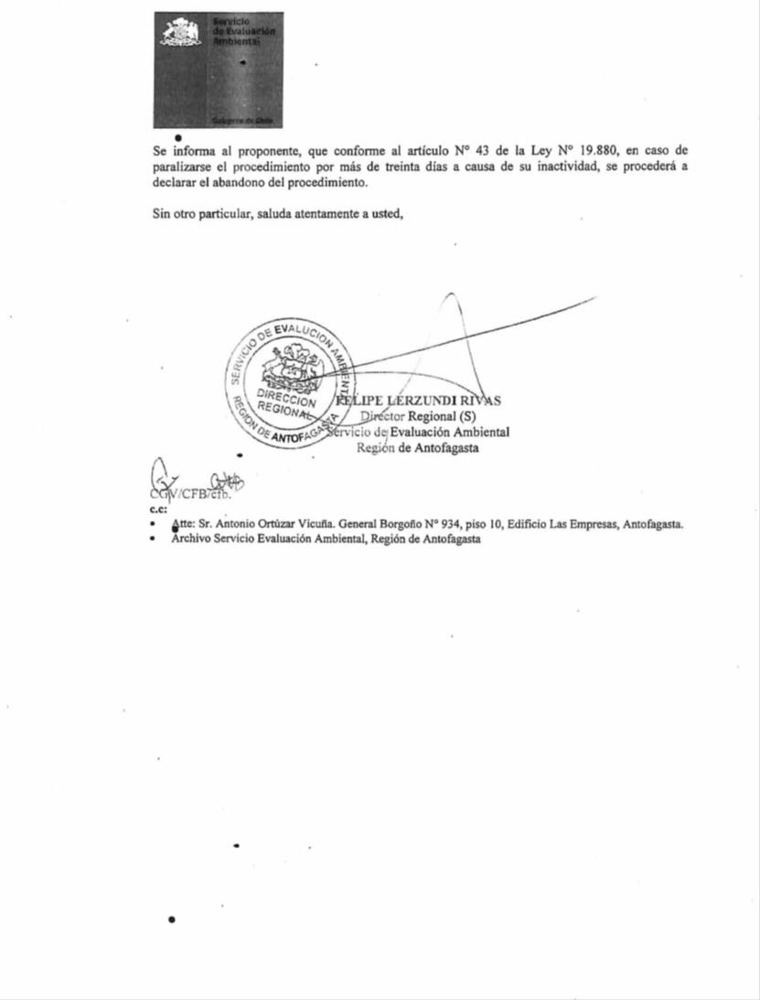 Servicio
de Evaluación
Ambiental
Gobierno de Chile
Se informa al proponente, que conforme al artículo N° 43 de la Ley N° 19.880, en caso de
paralizarse el procedimiento por más de treinta días a causa de su inactividad, se procederá a
declarar el abandono del procedimiento.
Sin otro particular, saluda atentamente a usted,
SERVICIO DE EVALUCION AMBIENTAL
DIRECCION
REGIONAL
REGION DE ANTOFAGASTA
FELIPE LERZUNDI RIVAS
Director Regional (S)
Servicio de Evaluación Ambiental
Región de Antofagasta
CGV/CFB/cfb.
c.c:
• Atte: Sr. Antonio Ortúzar Vicuña. General Borgoño N° 934, piso 10, Edificio Las Empresas, Antofagasta.
• Archivo Servicio Evaluación Ambiental, Región de Antofagasta